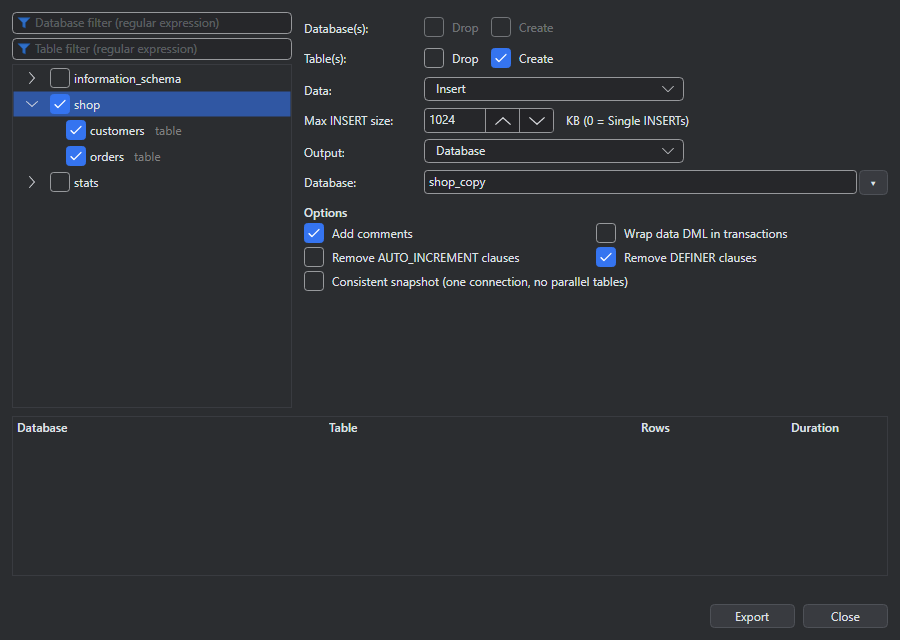 Database filter (regular expression)
Table filter (regular expression)
information_schema
shop
customers table
orders table
stats
Database(s): Drop Create
Table(s): Drop Create
Data: Insert
Max INSERT size: 1024 KB (0 = Single INSERTs)
Output: Database
Database: shop_copy
Options
Add comments Wrap data DML in transactions
Remove AUTO_INCREMENT clauses Remove DEFINER clauses
Consistent snapshot (one connection, no parallel tables)
Database Table Rows Duration
Export Close